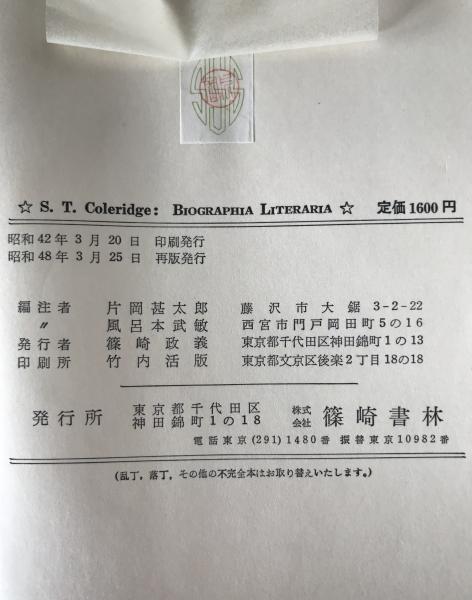 ☆ S. T. Coleridge: BIOGRAPHIA LITERARIA ☆ 定価1600円
昭和42年3月20日 印刷発行
昭和48年3月25日 再版発行
編注者 片岡甚太郎 藤沢市大鋸3-2-22
〃 風呂本武敏 西宮市門戸岡田町5の16
発行者 篠崎政義 東京都千代田区神田錦町1の13
印刷所 竹内活版 東京都文京区後楽2丁目18の18
発行所 東京都千代田区神田錦町1の18 株式会社 篠崎書林
電話東京(291)1480番 振替東京10982番
(乱丁,落丁,その他の不完全本はお取り替えいたします。)